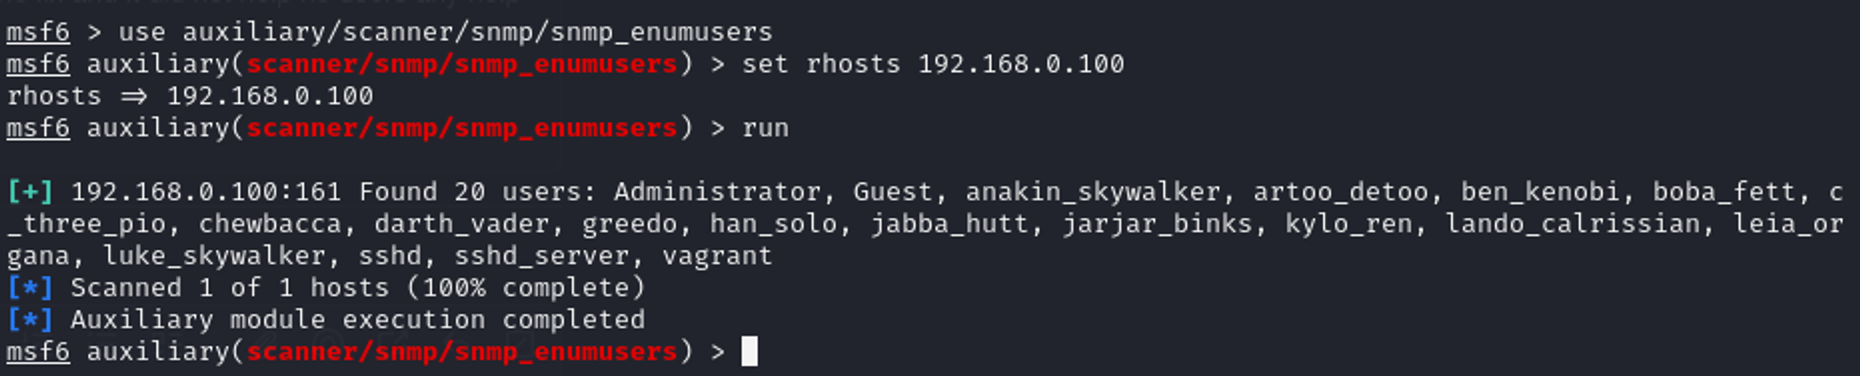 msf6 > use auxiliary/scanner/snmp/snmp_enumusers
msf6 auxiliary(scanner/snmp/snmp_enumusers) > set rhosts 192.168.0.100
rhosts => 192.168.0.100
msf6 auxiliary(scanner/snmp/snmp_enumusers) > run
[+] 192.168.0.100:161 Found 20 users: Administrator, Guest, anakin_skywalker, artoo_detoo, ben_kenobi, boba_fett, c
_three_pio, chewbacca, darth_vader, greedo, han_solo, jabba_hutt, jarjar_binks, kylo_ren, lando_calrissian, leia_or
gana, luke_skywalker, sshd, sshd_server, vagrant
[*] Scanned 1 of 1 hosts (100% complete)
[*] Auxiliary module execution completed
msf6 auxiliary(scanner/snmp/snmp_enumusers) >